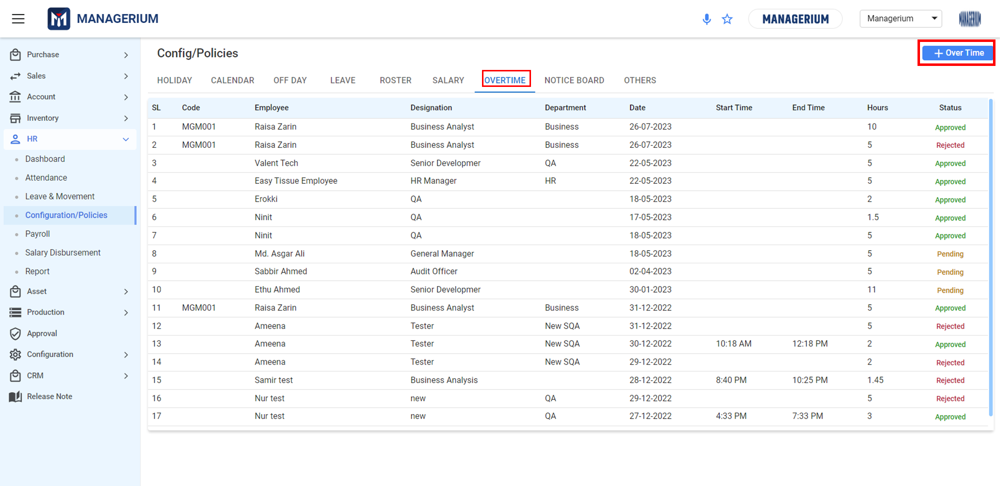 MANAGERIUM
MANAGERIUM
Managerium
MANAGERIUM
Purchase
Sales
Account
Inventory
HR
Dashboard
Attendance
Leave & Movement
Configuration/Policies
Payroll
Salary Disbursement
Report
Asset
Production
Approval
Configuration
CRM
Release Note
Config/Policies
+ Over Time
HOLIDAY CALENDAR OFF DAY LEAVE ROSTER SALARY OVERTIME NOTICE BOARD OTHERS
SL Code Employee Designation Department Date Start Time End Time Hours Status
1 MGM001 Raisa Zarin Business Analyst Business 26-07-2023 10 Approved
2 MGM001 Raisa Zarin Business Analyst Business 26-07-2023 5 Rejected
3 Valent Tech Senior Developmer QA 22-05-2023 5 Approved
4 Easy Tissue Employee HR Manager HR 22-05-2023 5 Approved
5 Erokki QA 18-05-2023 2 Approved
6 Ninit QA 17-05-2023 1.5 Approved
7 Ninit QA 18-05-2023 5 Approved
8 Md. Asgar Ali General Manager 18-05-2023 5 Pending
9 Sabbir Ahmed Audit Officer 02-04-2023 5 Pending
10 Ethu Ahmed Senior Developmer 30-01-2023 11 Pending
11 MGM001 Raisa Zarin Business Analyst Business 31-12-2022 5 Approved
12 Ameena Tester New SQA 31-12-2022 5 Rejected
13 Ameena Tester New SQA 30-12-2022 10:18 AM 12:18 PM 2 Approved
14 Ameena Tester New SQA 29-12-2022 2 Rejected
15 Samir test Business Analysis 28-12-2022 8:40 PM 10:25 PM 1.45 Rejected
16 Nur test new QA 29-12-2022 5 Rejected
17 Nur test new QA 27-12-2022 4:33 PM 7:33 PM 3 Approved